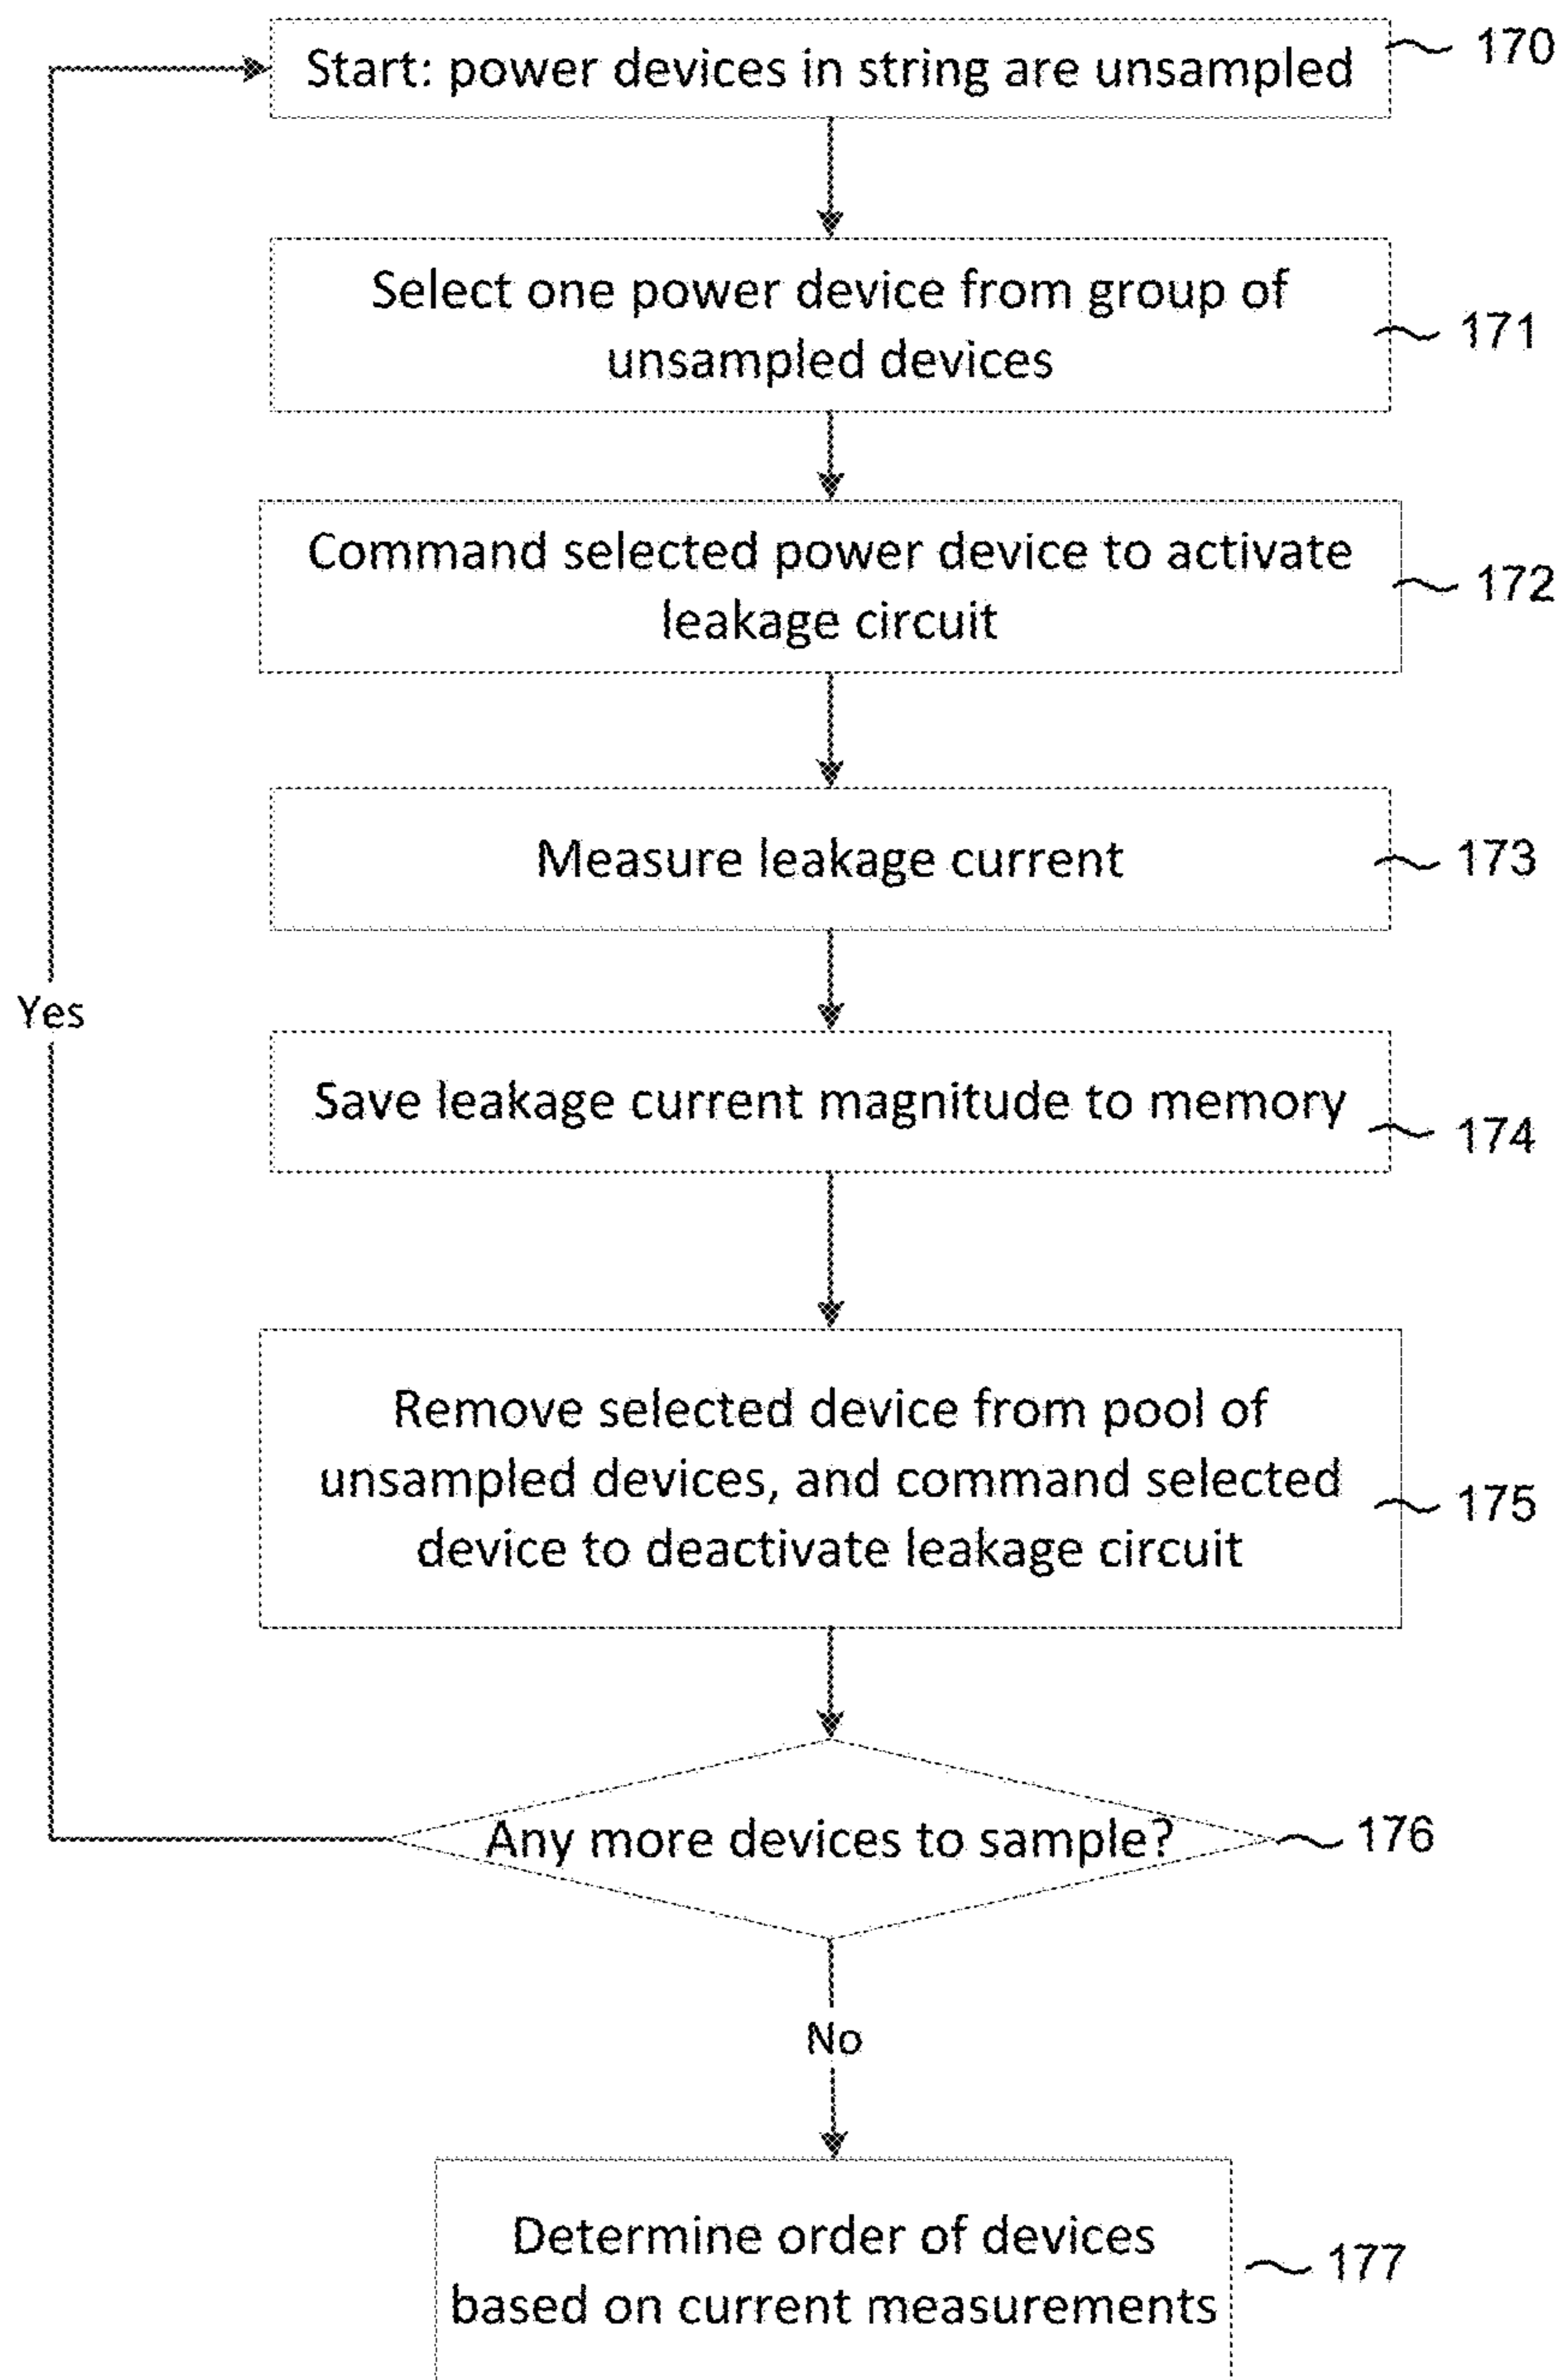 Start: power devices in string are unsampled
170
Select one power device from group of
unsampled devices
171
Command selected power device to activate
leakage circuit
172
Measure leakage current
173
Yes
Save leakage current magnitude to memory
174
Remove selected device from pool of
unsampled devices, and command selected
device to deactivate leakage circuit
175
Any more devices to sample?
176
No
Determine order of devices
based on current measurements
177